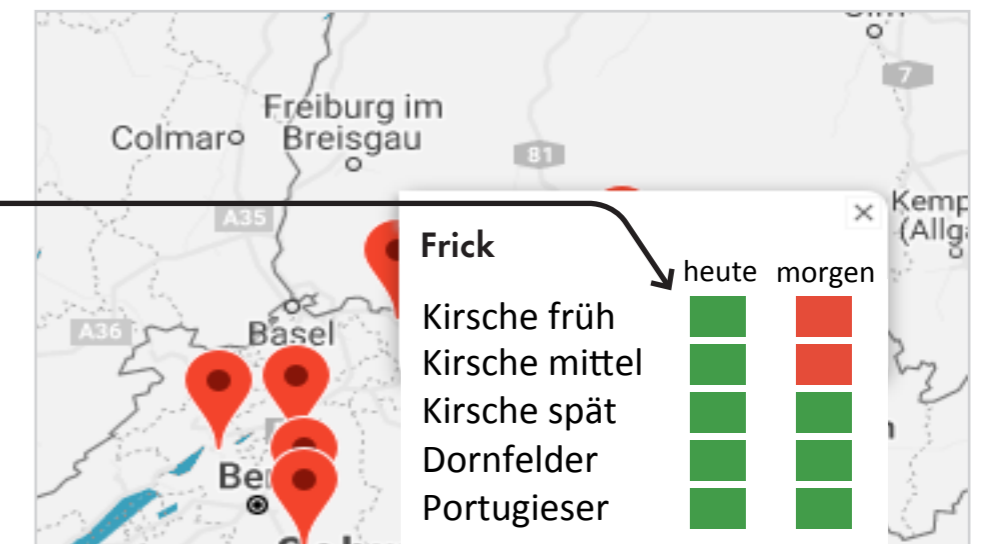 7
Freiburg im
Breisgau
Colmar
81
Kemp
(Allg
A35
Frick
heute morgen
Basel
A36
Kirsche früh
Kirsche mittel
Kirsche spät
Dornfelder
Be
Portugieser